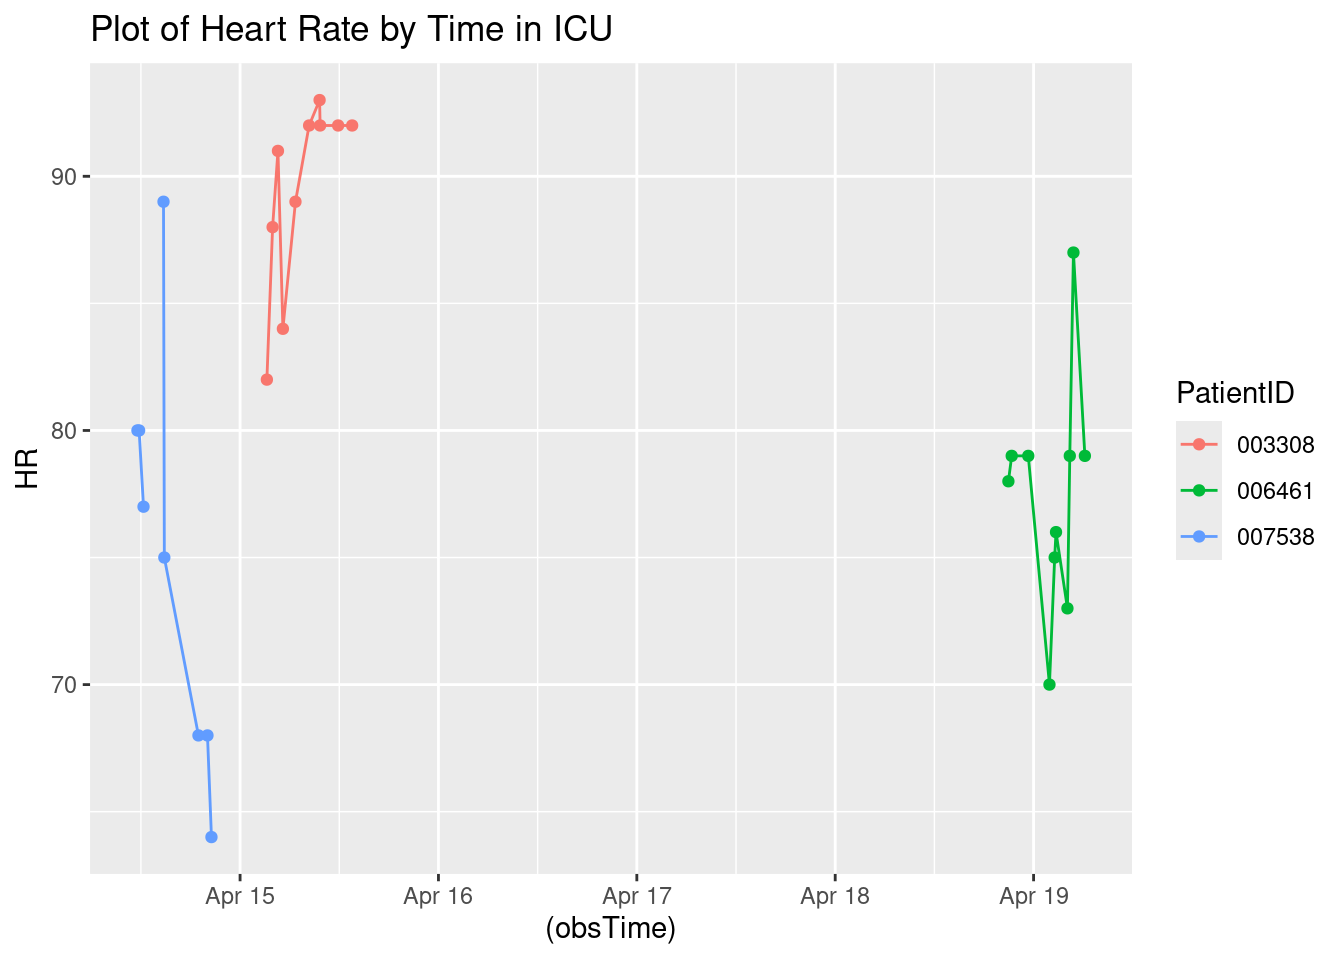 Plot of Heart Rate by Time in ICU
90
80
70
HR
Apr 15
Apr 16
Apr 17
Apr 18
Apr 19
(obsTime)
PatientID
003308
006461
007538